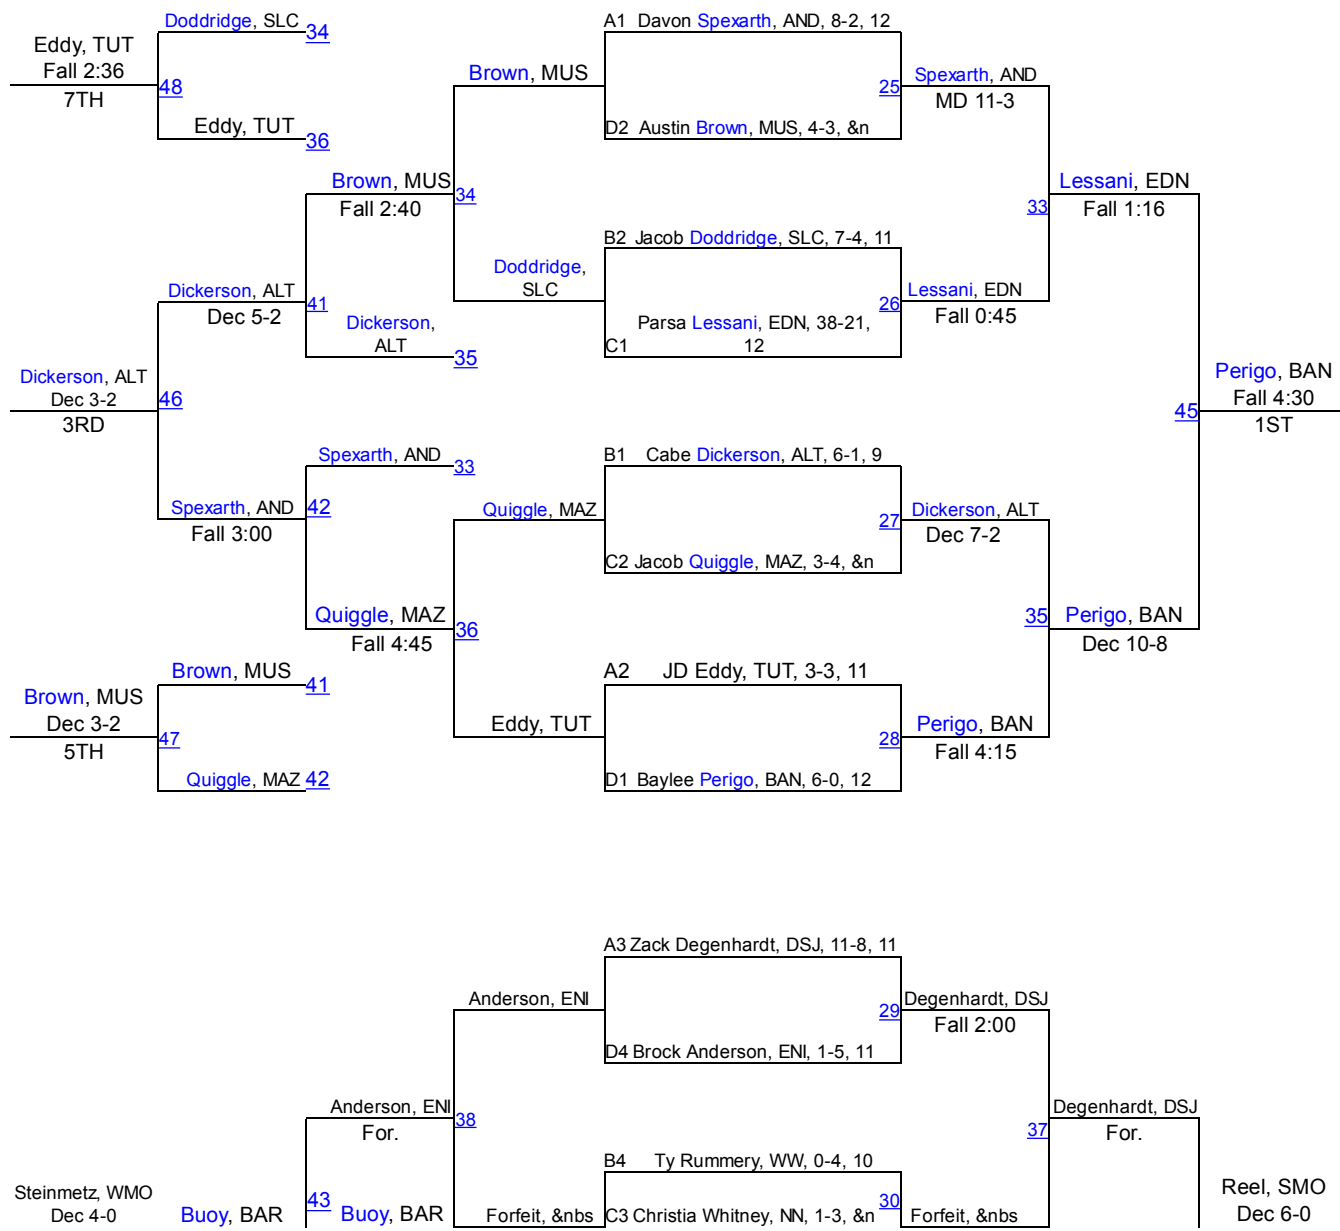 Doddridge, SLC 34
A1 Davon Spexarth, AND, 8-2, 12
Eddy, TUT
Fall 2:36
7TH
48
Brown, MUS
25
Spexarth, AND
MD 11-3
Eddy, TUT 36
D2 Austin Brown, MUS, 4-3, &n
Brown, MUS
Fall 2:40
34
Lessani, EDN
Fall 1:16
33
B2 Jacob Doddridge, SLC, 7-4, 11
Doddridge,
SLC
Dickerson, ALT
Dec 5-2
41
26
Lessani, EDN
Fall 0:45
Dickerson,
ALT
35
Parsa Lessani, EDN, 38-21,
C1 12
Dickerson, ALT
Dec 3-2
3RD
46
Perigo, BAN
Fall 4:30
1ST
45
Spexarth, AND 33
B1 Cabe Dickerson, ALT, 6-1, 9
Spexarth, AND
Fall 3:00
42
Quiggle, MAZ
27
Dickerson, ALT
Dec 7-2
C2 Jacob Quiggle, MAZ, 3-4, &n
Quiggle, MAZ
Fall 4:45
36
35
Perigo, BAN
Dec 10-8
Brown, MUS 41
A2 JD Eddy, TUT, 3-3, 11
Brown, MUS
Dec 3-2
5TH
47
Eddy, TUT
28
Perigo, BAN
Fall 4:15
Quiggle, MAZ 42
D1 Baylee Perigo, BAN, 6-0, 12
A3 Zack Degenhardt, DSJ, 11-8, 11
Anderson, ENI
29
Degenhardt, DSJ
Fall 2:00
D4 Brock Anderson, ENI, 1-5, 11
Anderson, ENI
For.
38
37
Degenhardt, DSJ
For.
B4 Ty Rummery, WW, 0-4, 10
Steinmetz, WMO
Dec 4-0
Buoy, BAR
43
Buoy, BAR
Forfeit, &nbs
C3 Christia Whitney, NN, 1-3, &n
30
Forfeit, &nbs
Reel, SMO
Dec 6-0